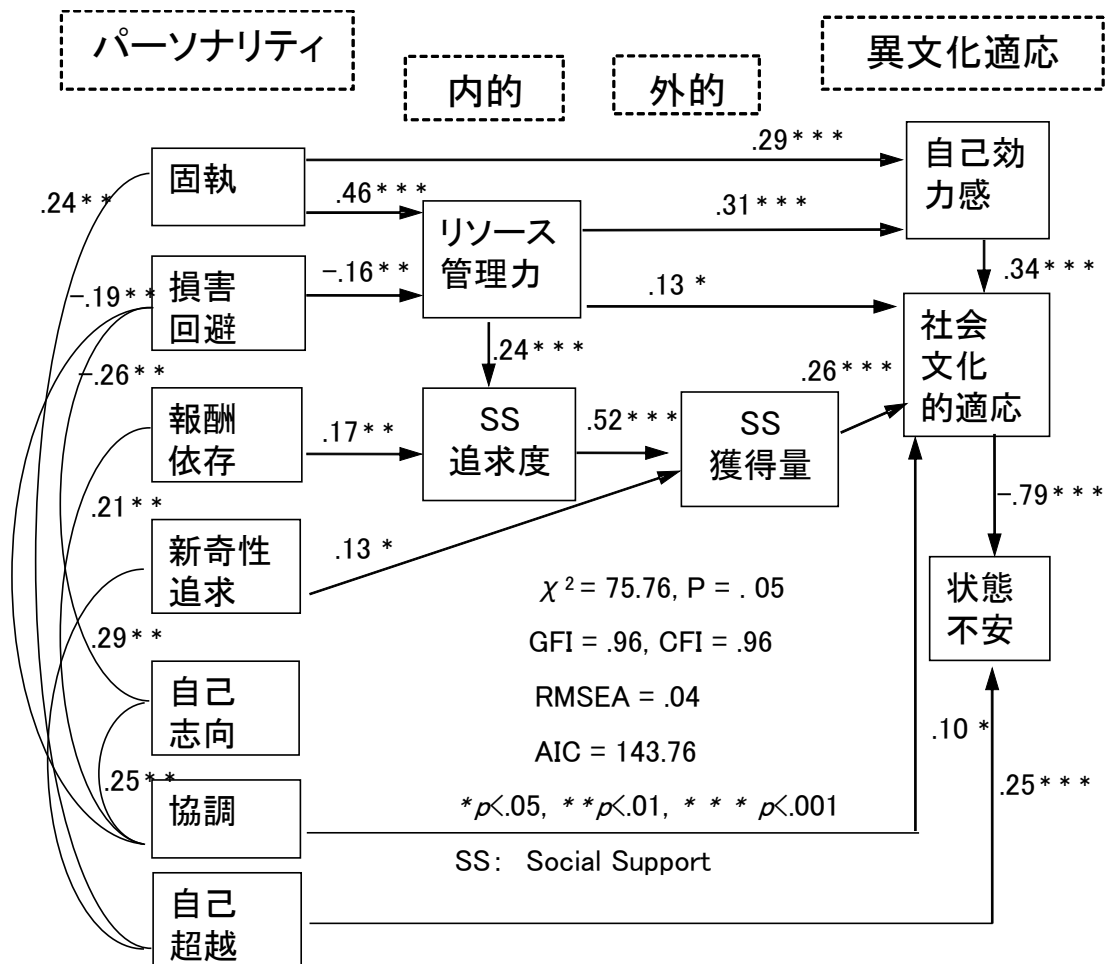 パーソナリティ
内的
外的
異文化適応
固執
損害
回避
報酬
依存
新奇性
追求
自己
志向
協調
自己
超越
リソース
管理力
SS
追求度
SS
獲得量
自己効
力感
社会
文化
的適応
状態
不安
.24**
-.19**
-.26**
.21**
.29**
.25**
.46***
-.16**
.17**
.13 *
.24***
.52***
.29***
.31***
.13 *
.26***
.34***
-.79***
.10 *
.25***
χ² = 75.76, P = . 05
GFI = .96, CFI = .96
RMSEA = .04
AIC = 143.76
*p<.05, **p<.01, *** p<.001
SS: Social Support